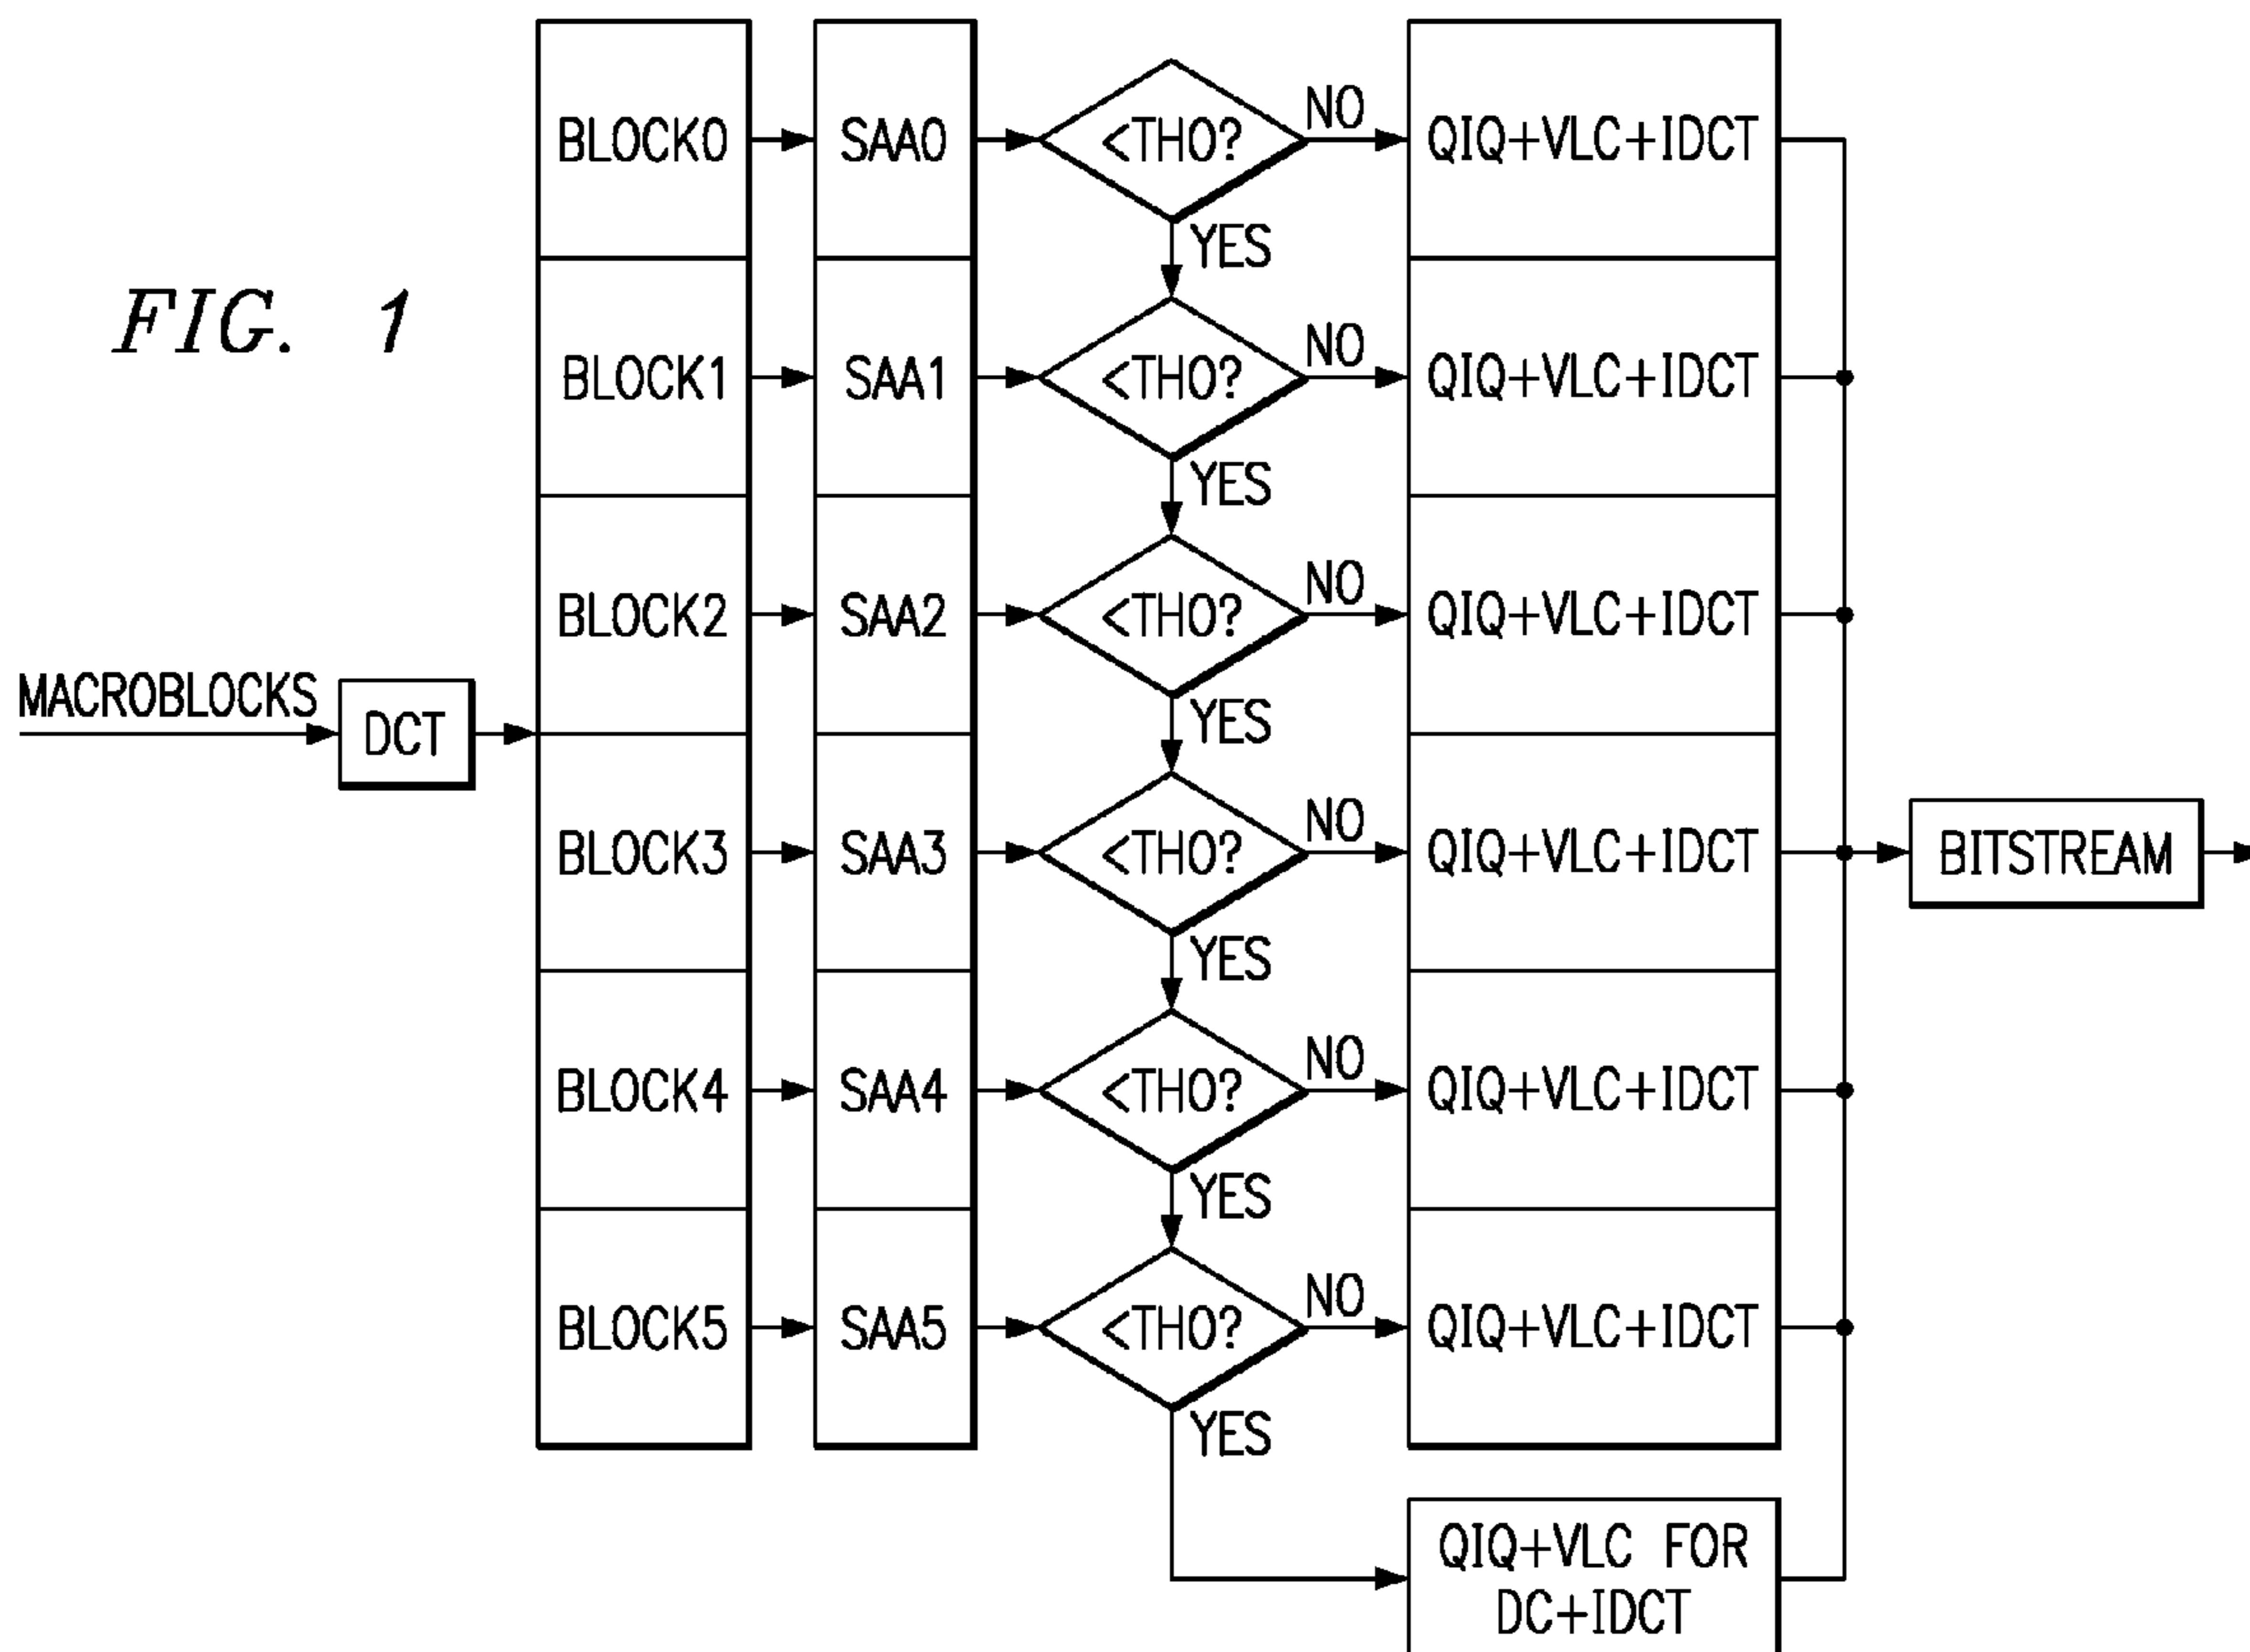 FIG. 1
MACROBLOCKS
DCT
BLOCK0
SAA0
<THO?
NO
QIQ+VLC+IDCT
YES
BLOCK1
SAA1
<THO?
NO
QIQ+VLC+IDCT
YES
BLOCK2
SAA2
<THO?
NO
QIQ+VLC+IDCT
YES
BLOCK3
SAA3
<THO?
NO
QIQ+VLC+IDCT
YES
BLOCK4
SAA4
<THO?
NO
QIQ+VLC+IDCT
YES
BLOCK5
SAA5
<THO?
NO
QIQ+VLC+IDCT
YES
QIQ+VLC FOR
DC+IDCT
BITSTREAM